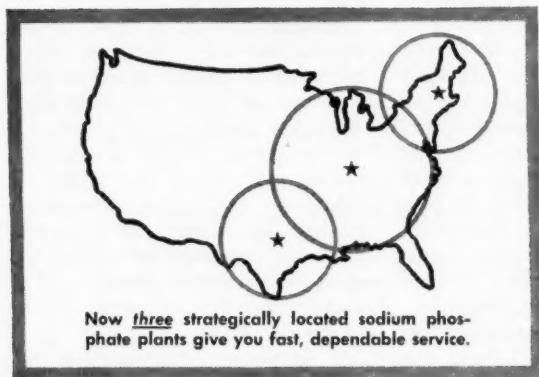 Now three strategically located sodium phos-
phate plants give you fast, dependable service.